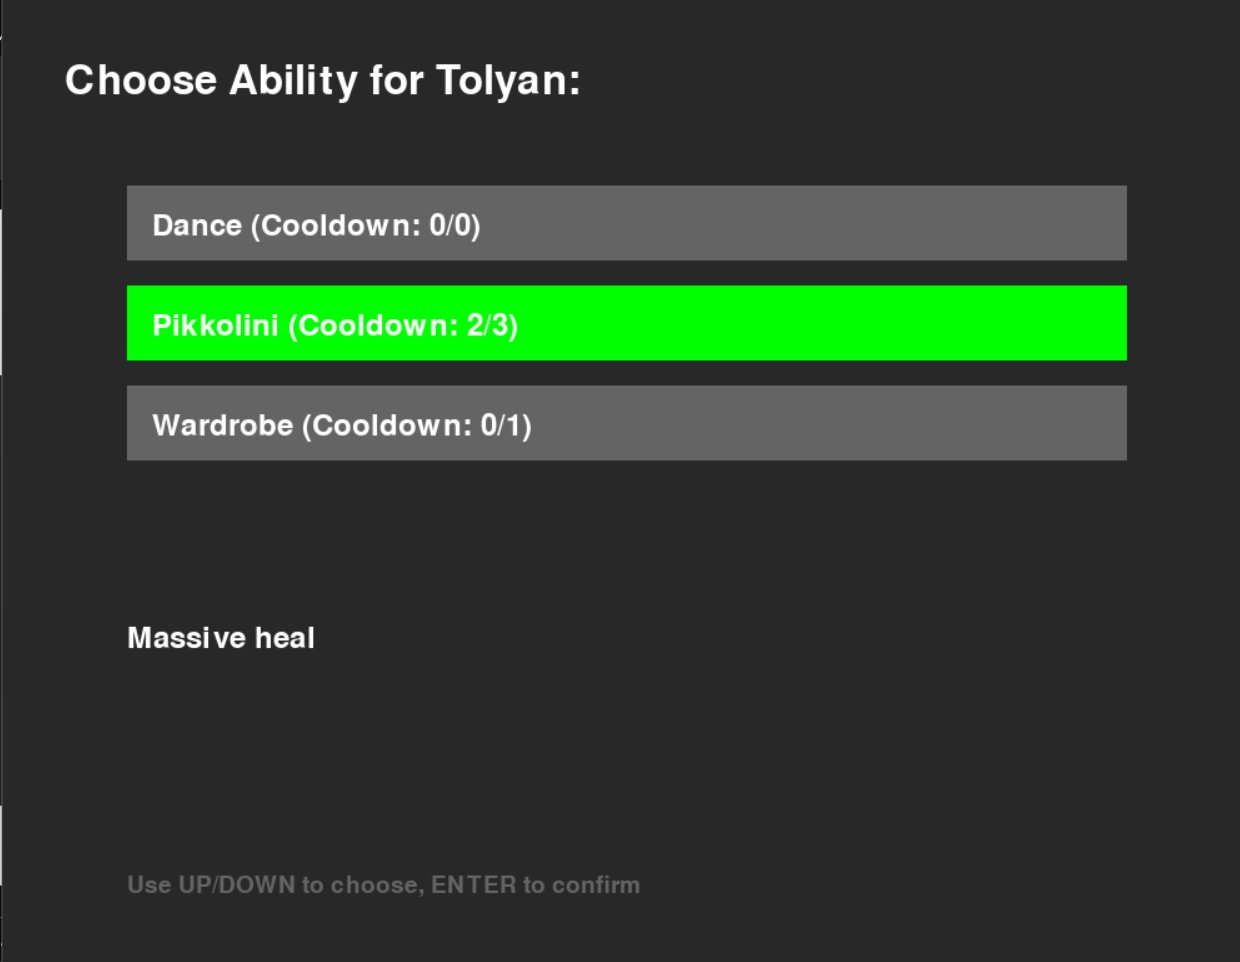 Choose Ability for Tolyan:
Dance (Cooldown: 0/0)
Pikkolini (Cooldown: 2/3)
Wardrobe (Cooldown: 0/1)
Massive heal
Use UP/DOWN to choose, ENTER to confirm